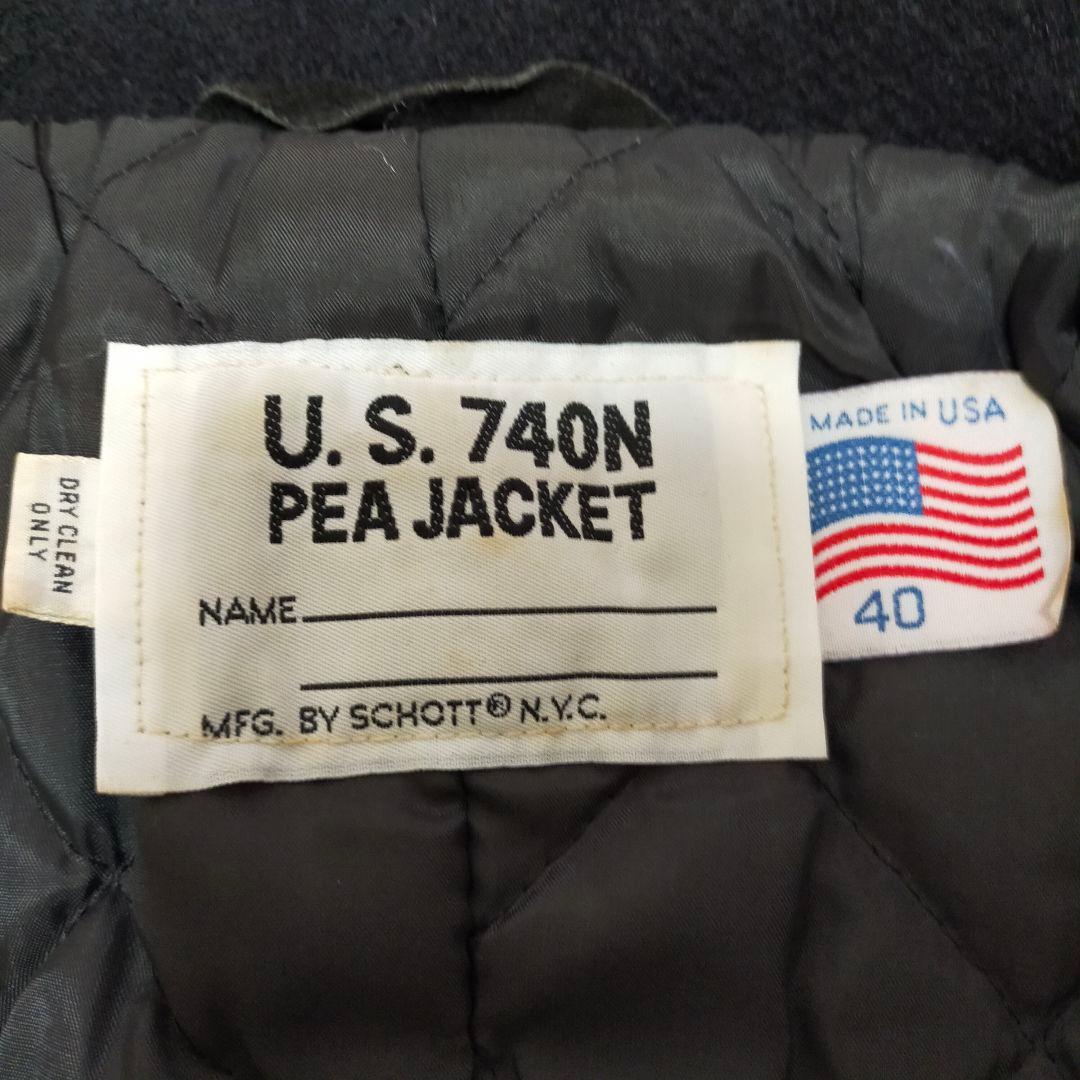 U. S. 740N
PEA JACKET
NAME
MFG. BY SCHOTT® N.Y.C.
DRY CLEAN
ONLY
MADE IN USA
40